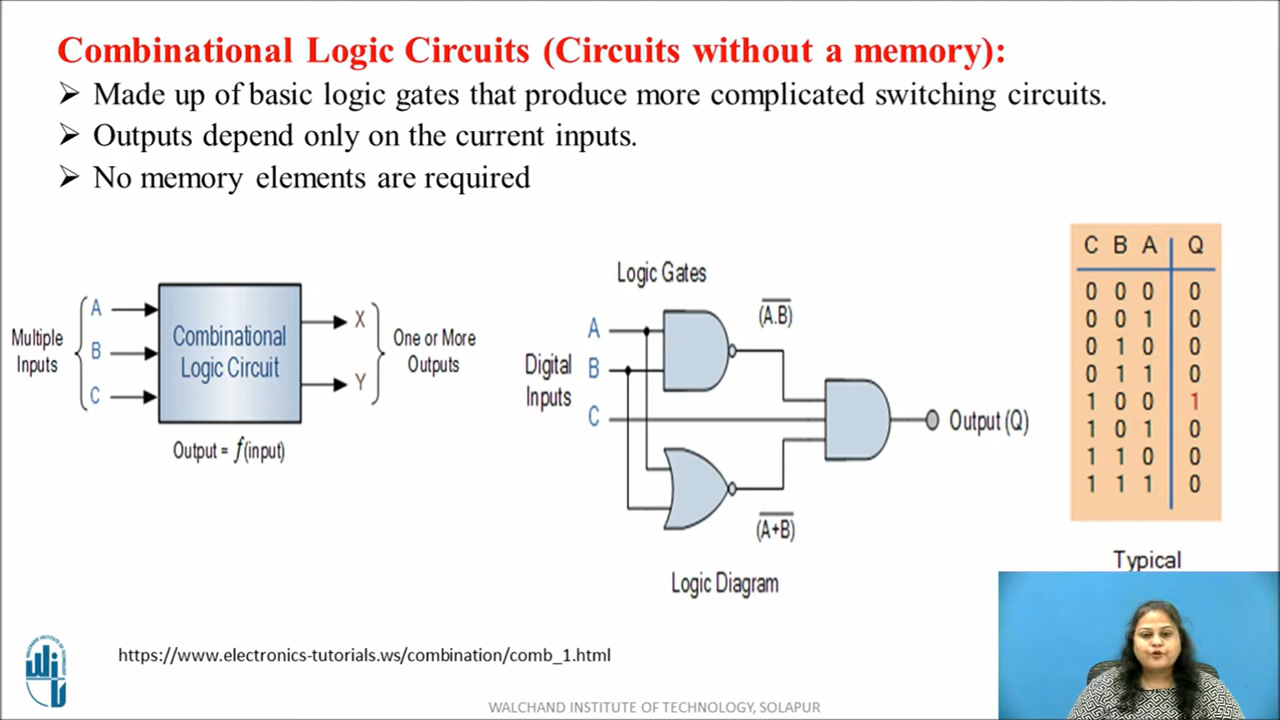 Combinational Logic Circuits (Circuits without a memory):
➢ Made up of basic logic gates that produce more complicated switching circuits.
➢ Outputs depend only on the current inputs.
➢ No memory elements are required
Multiple
Inputs
A
B
C
Combinational
Logic Circuit
X
Y
One or More
Outputs
Output = f(input)
Logic Gates
Digital
Inputs
A
B
C
(A.B)
(A+B)
Output (Q)
Logic Diagram
C B A Q
0 0 0 0
0 0 1 0
0 1 0 0
0 1 1 0
1 0 0 1
1 0 1 0
1 1 0 0
1 1 1 0
Typical
https://www.electronics-tutorials.ws/combination/comb_1.html
WALCHAND INSTITUTE OF TECHNOLOGY, SOLAPUR